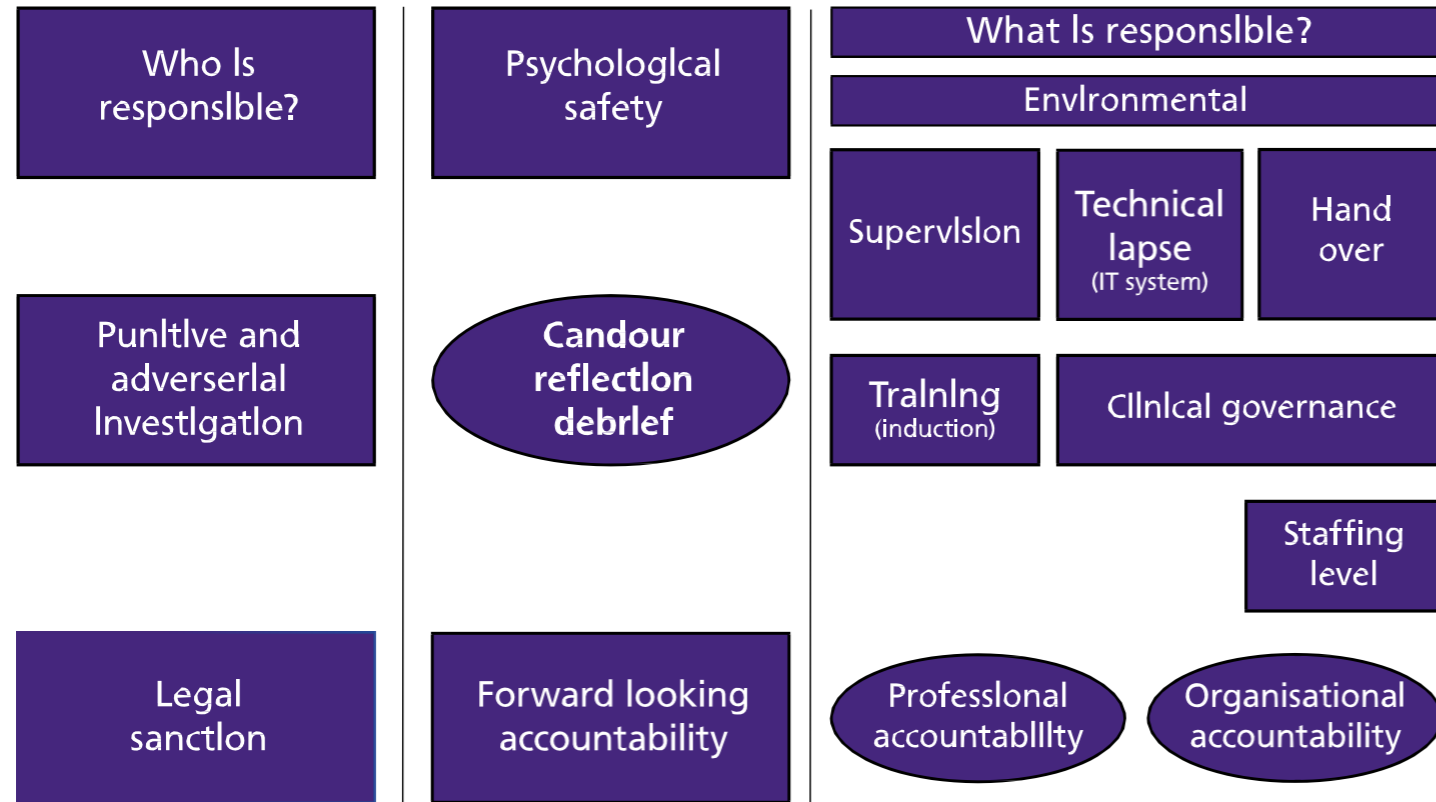 Who ls
responslble?
Punltlve and
adverserlal
lnvestlgatlon
Legal
sanctlon
Psychologlcal
safety
Candour
reflectlon
debrlef
Forward looking
accountability
What ls responslble?
Envlronmental
Supervlslon
Technical
lapse
(IT system)
Hand
over
Tralnlng
(induction)
Cllnlcal governance
Staffing
level
Professlonal
accountablllty
Organisational
accountability